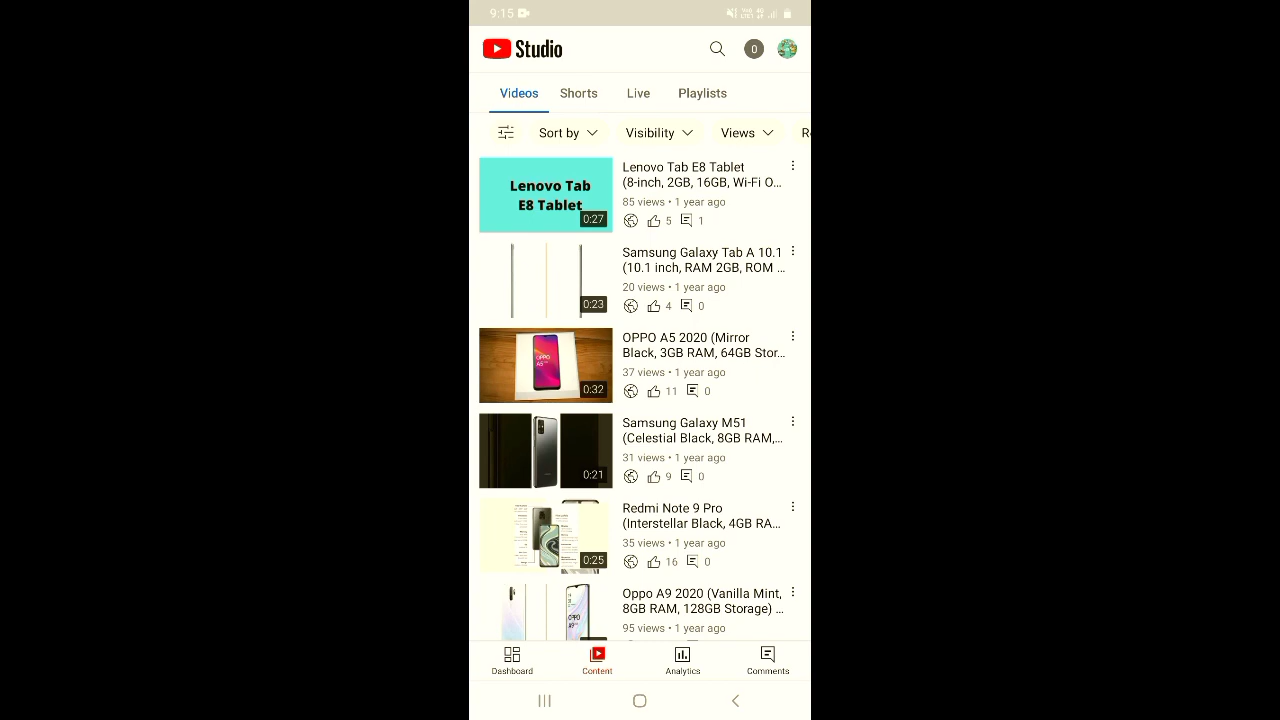 9:15
Studio
0
Videos Shorts Live Playlists
Sort by Visibility Views
Lenovo Tab
E8 Tablet
0:27
Lenovo Tab E8 Tablet
(8-inch, 2GB, 16GB, Wi-Fi O...
85 views • 1 year ago
5 1
0:23
Samsung Galaxy Tab A 10.1
(10.1 inch, RAM 2GB, ROM ...
20 views • 1 year ago
4 0
OPPO
A5
0:32
OPPO A5 2020 (Mirror
Black, 3GB RAM, 64GB Stor...
37 views • 1 year ago
11 0
0:21
Samsung Galaxy M51
(Celestial Black, 8GB RAM,...
31 views • 1 year ago
9 0
0:25
Redmi Note 9 Pro
(Interstellar Black, 4GB RA...
35 views • 1 year ago
16 0
OPPO
A9
Oppo A9 2020 (Vanilla Mint,
8GB RAM, 128GB Storage) ...
95 views • 1 year ago
Dashboard Content Analytics Comments